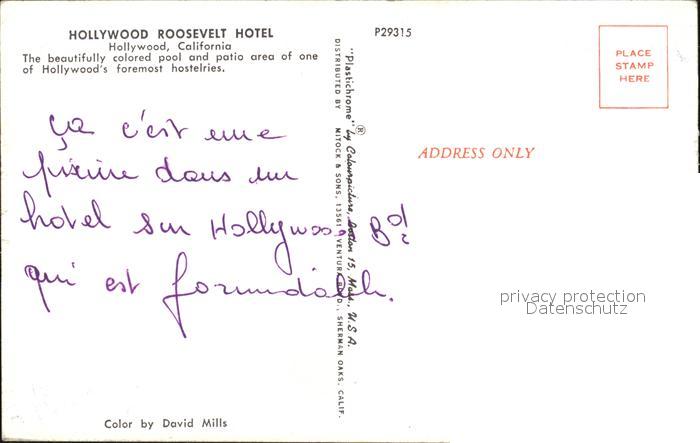 HOLLYWOOD ROOSEVELT HOTEL
Hollywood, California
The beautifully colored pool and patio area of one
of Hollywood's foremost hostelries.
P29315
PLACE
STAMP
HERE
"Plastichrome"® by Colourpicture, Boston 15, Mass., U.S.A.
DISTRIBUTED BY MITOCK & SONS, 13561 VENTURA BLVD., SHERMAN OAKS, CALIF.
ADDRESS ONLY
ça c'est une
piscine dans un
hotel sur Hollywood
qui est formidable.
privacy protection
Datenschutz
Color by David Mills